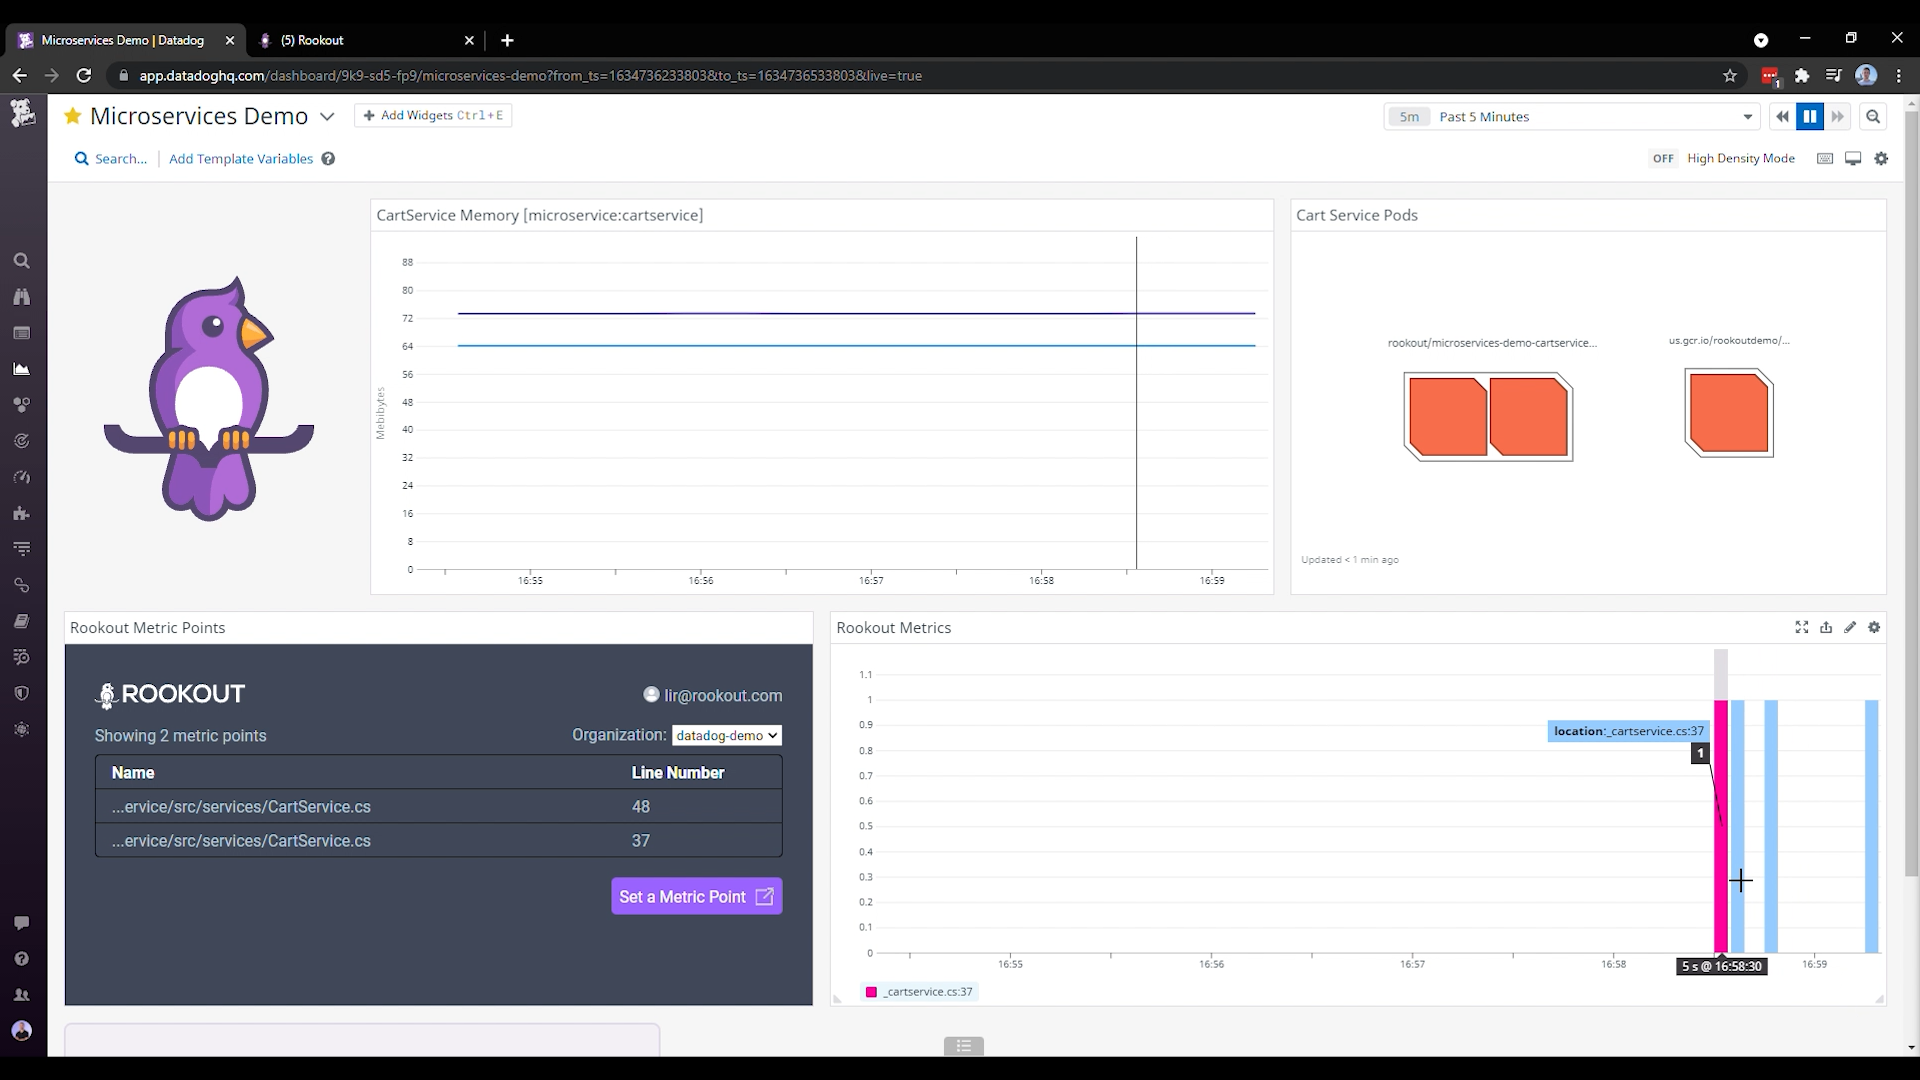 Microservices Demo | Datadog
(5) Rookout
app.datadoghq.com/dashboard/9k9-sd5-fp9/microservices-demo?from_ts=1634736233803&to_ts=1634736533803&live=true
1
Microservices Demo
+ Add Widgets Ctrl+E
5m Past 5 Minutes
Search...
Add Template Variables
OFF High Density Mode
CartService Memory [microservice:cartservice]
Mebibytes
88
80
72
64
56
48
40
32
24
16
8
0
16:55 16:56 16:57 16:58 16:59
Cart Service Pods
rookout/microservices-demo-cartservice...
us.gcr.io/rookoutdemo/...
Updated < 1 min ago
Rookout Metric Points
ROOKOUT
lir@rookout.com
Showing 2 metric points
Organization: datadog-demo
Name Line Number
...ervice/src/services/CartService.cs 48
...ervice/src/services/CartService.cs 37
Set a Metric Point
Rookout Metrics
1.1
1
0.9
0.8
0.7
0.6
0.5
0.4
0.3
0.2
0.1
0
location:_cartservice.cs:37
1
16:55 16:56 16:57 16:58 16:59
5 s @ 16:58:30
_cartservice.cs:37